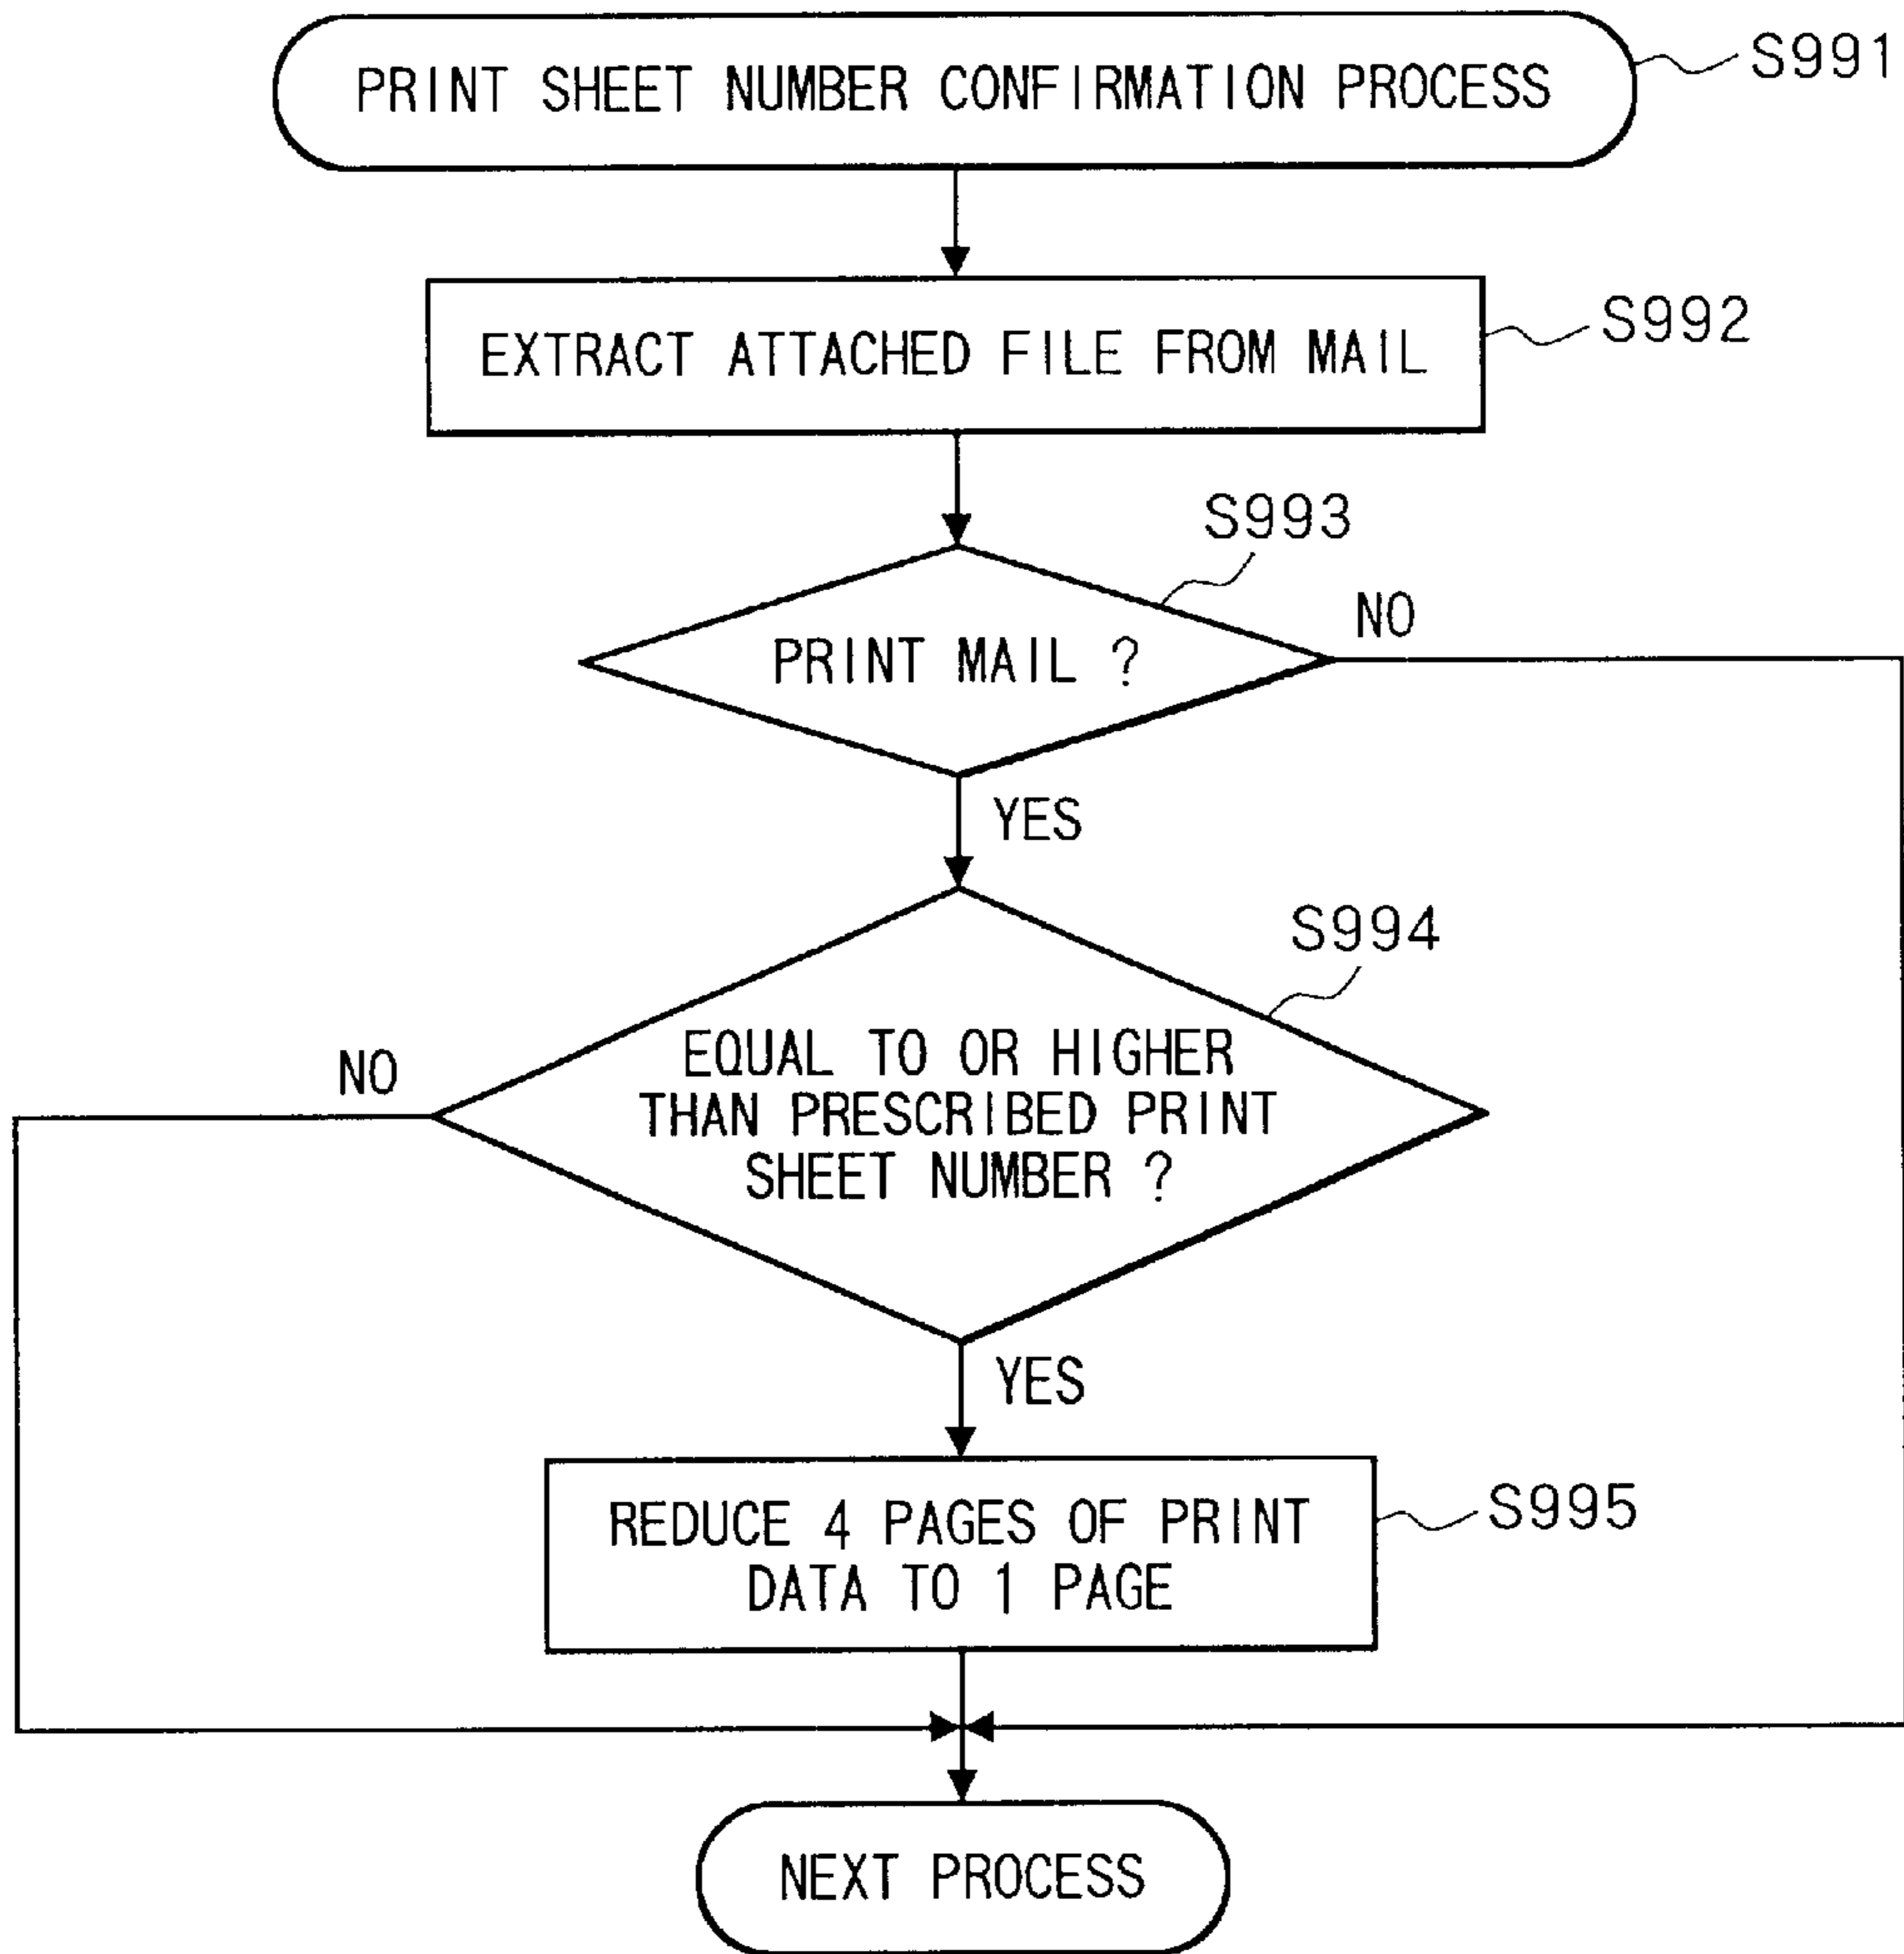 PRINT SHEET NUMBER CONFIRMATION PROCESS
S991
EXTRACT ATTACHED FILE FROM MAIL
S992
S993
PRINT MAIL ?
NO
YES
S994
EQUAL TO OR HIGHER
THAN PRESCRIBED PRINT
SHEET NUMBER ?
NO
YES
REDUCE 4 PAGES OF PRINT
DATA TO 1 PAGE
S995
NEXT PROCESS